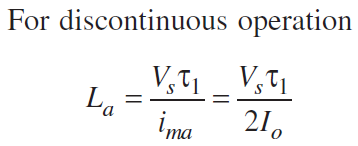 For discontinuous operation
L_a = V_s τ_1 / i_ma = V_s τ_1 / 2I_o